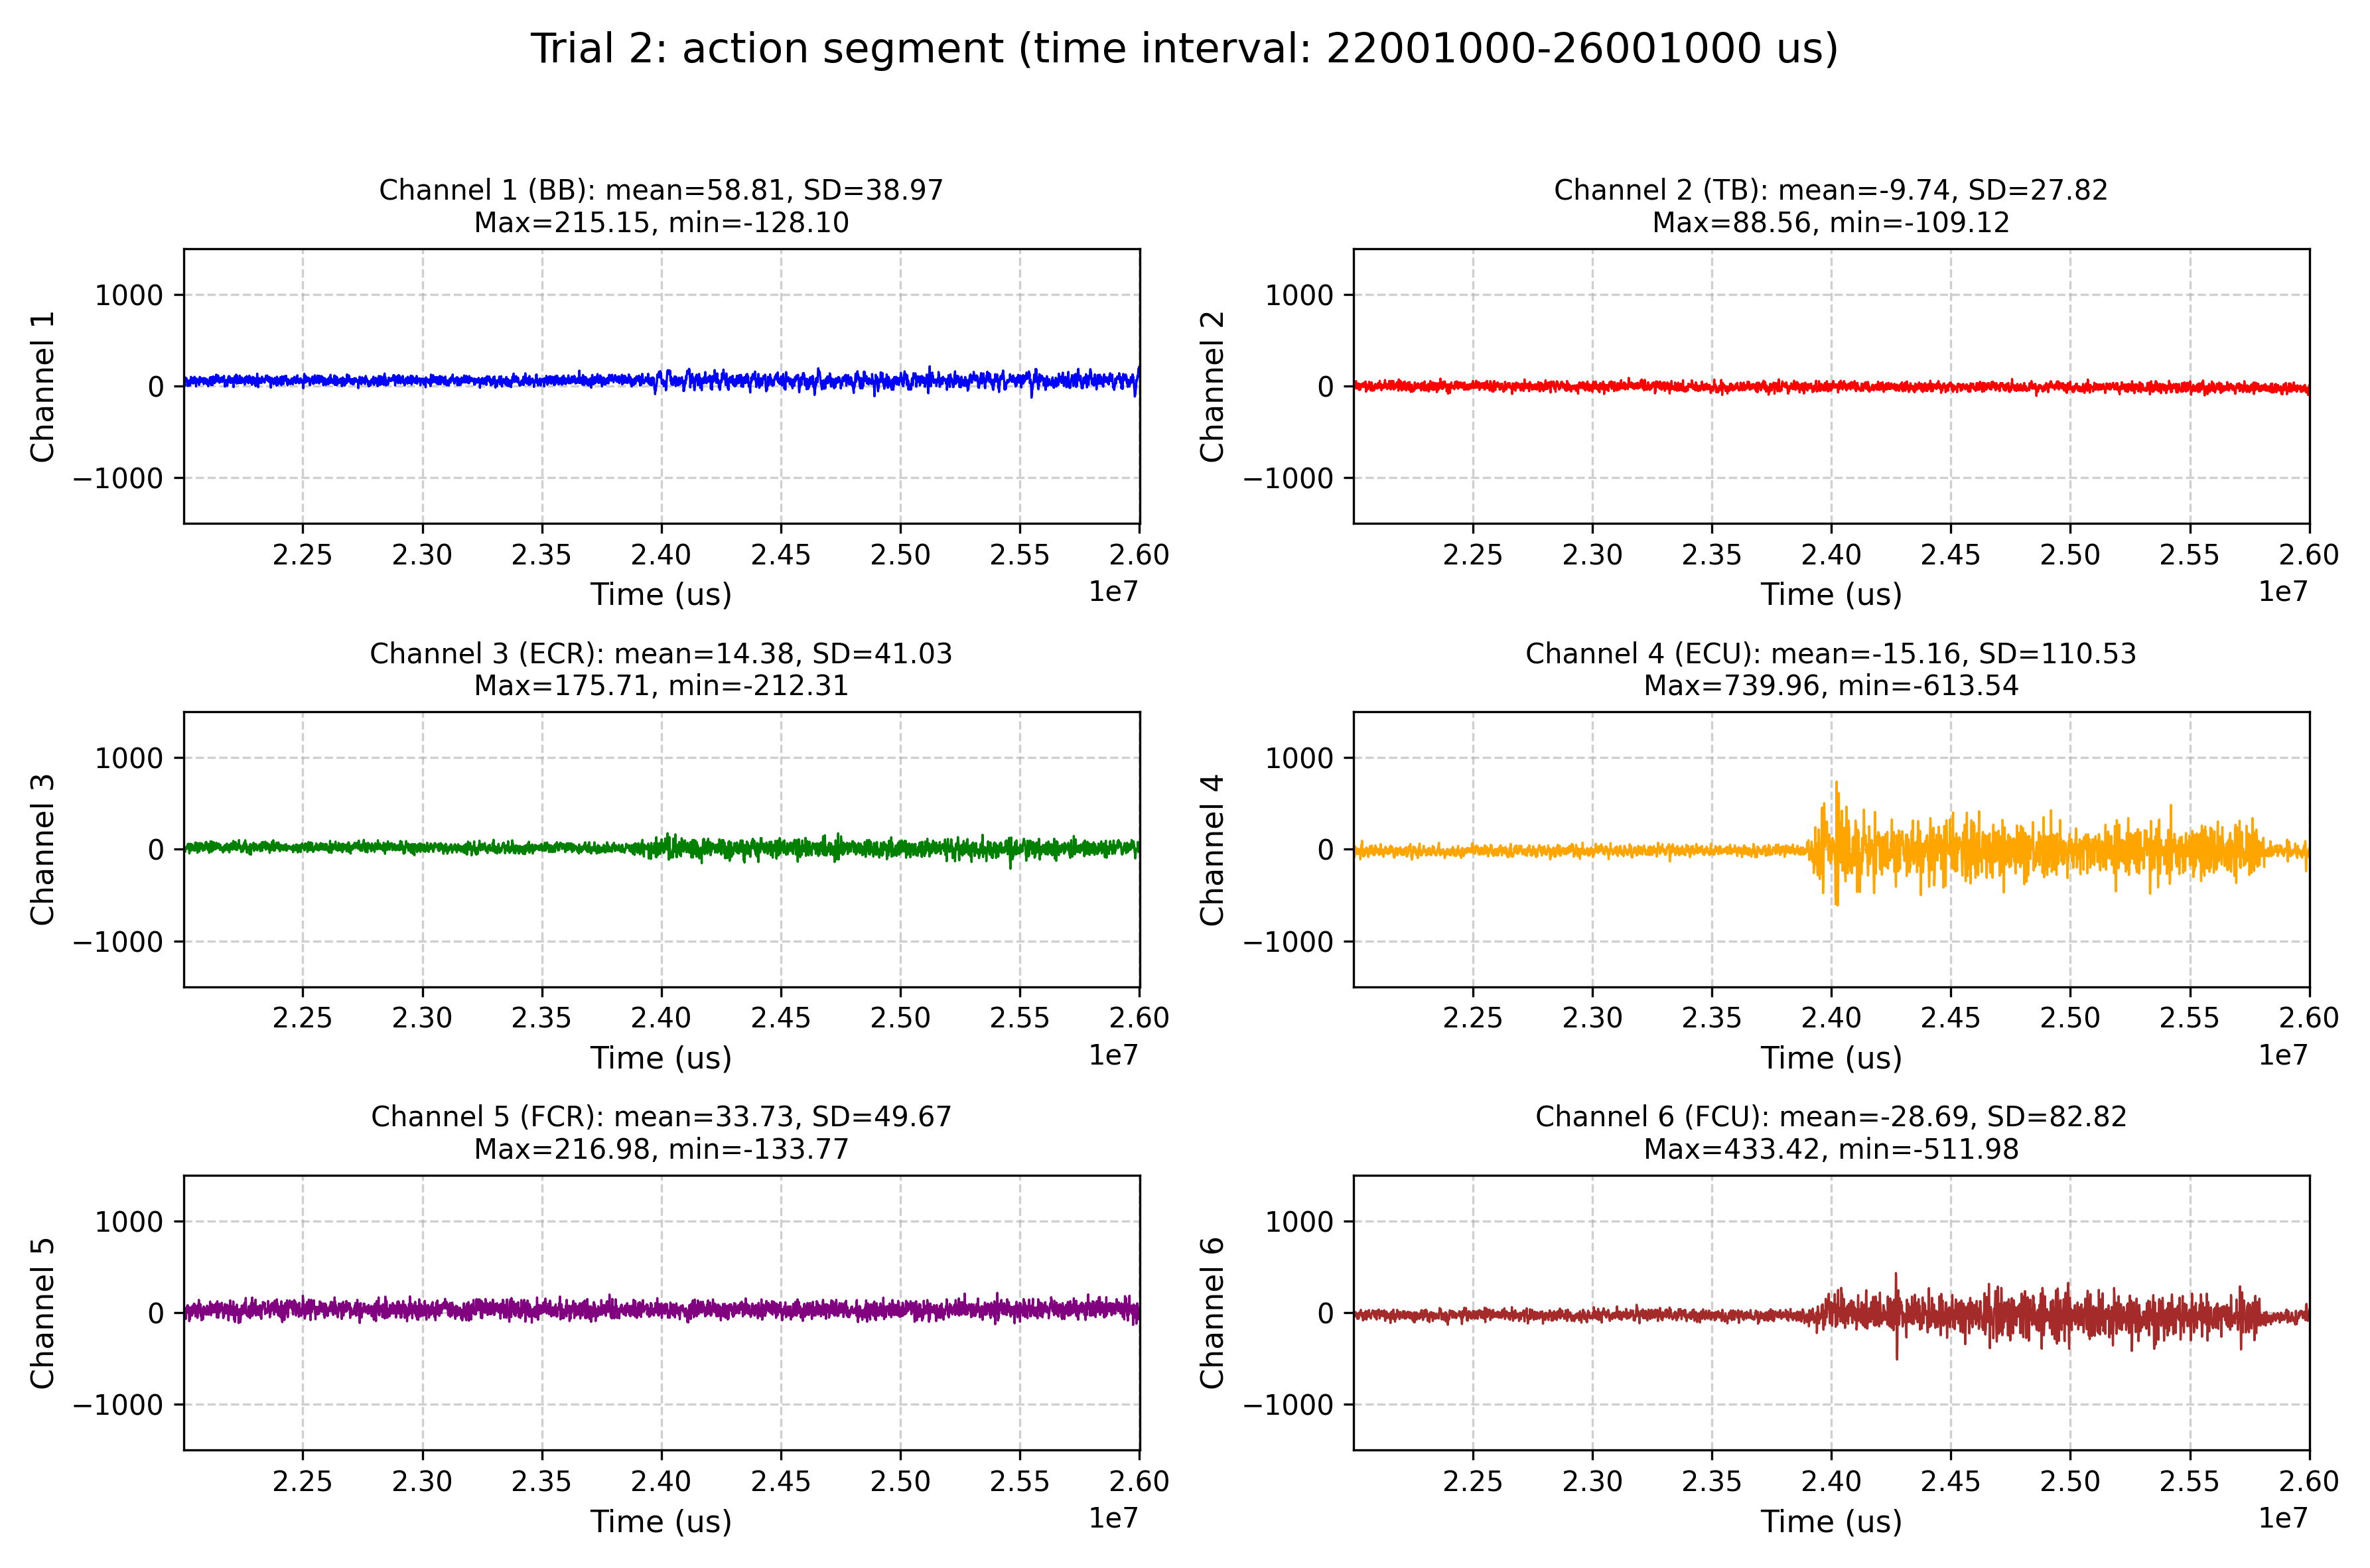 Trial 2: action segment (time interval: 22001000-26001000 us)
Channel 1 (BB): mean=58.81, SD=38.97
Max=215.15, min=-128.10
Channel 1
1000
0
−1000
2.25 2.30 2.35 2.40 2.45 2.50 2.55 2.60
Time (us)
1e7
Channel 2 (TB): mean=-9.74, SD=27.82
Max=88.56, min=-109.12
Channel 2
1000
0
−1000
2.25 2.30 2.35 2.40 2.45 2.50 2.55 2.60
Time (us)
1e7
Channel 3 (ECR): mean=14.38, SD=41.03
Max=175.71, min=-212.31
Channel 3
1000
0
−1000
2.25 2.30 2.35 2.40 2.45 2.50 2.55 2.60
Time (us)
1e7
Channel 4 (ECU): mean=-15.16, SD=110.53
Max=739.96, min=-613.54
Channel 4
1000
0
−1000
2.25 2.30 2.35 2.40 2.45 2.50 2.55 2.60
Time (us)
1e7
Channel 5 (FCR): mean=33.73, SD=49.67
Max=216.98, min=-133.77
Channel 5
1000
0
−1000
2.25 2.30 2.35 2.40 2.45 2.50 2.55 2.60
Time (us)
1e7
Channel 6 (FCU): mean=-28.69, SD=82.82
Max=433.42, min=-511.98
Channel 6
1000
0
−1000
2.25 2.30 2.35 2.40 2.45 2.50 2.55 2.60
Time (us)
1e7